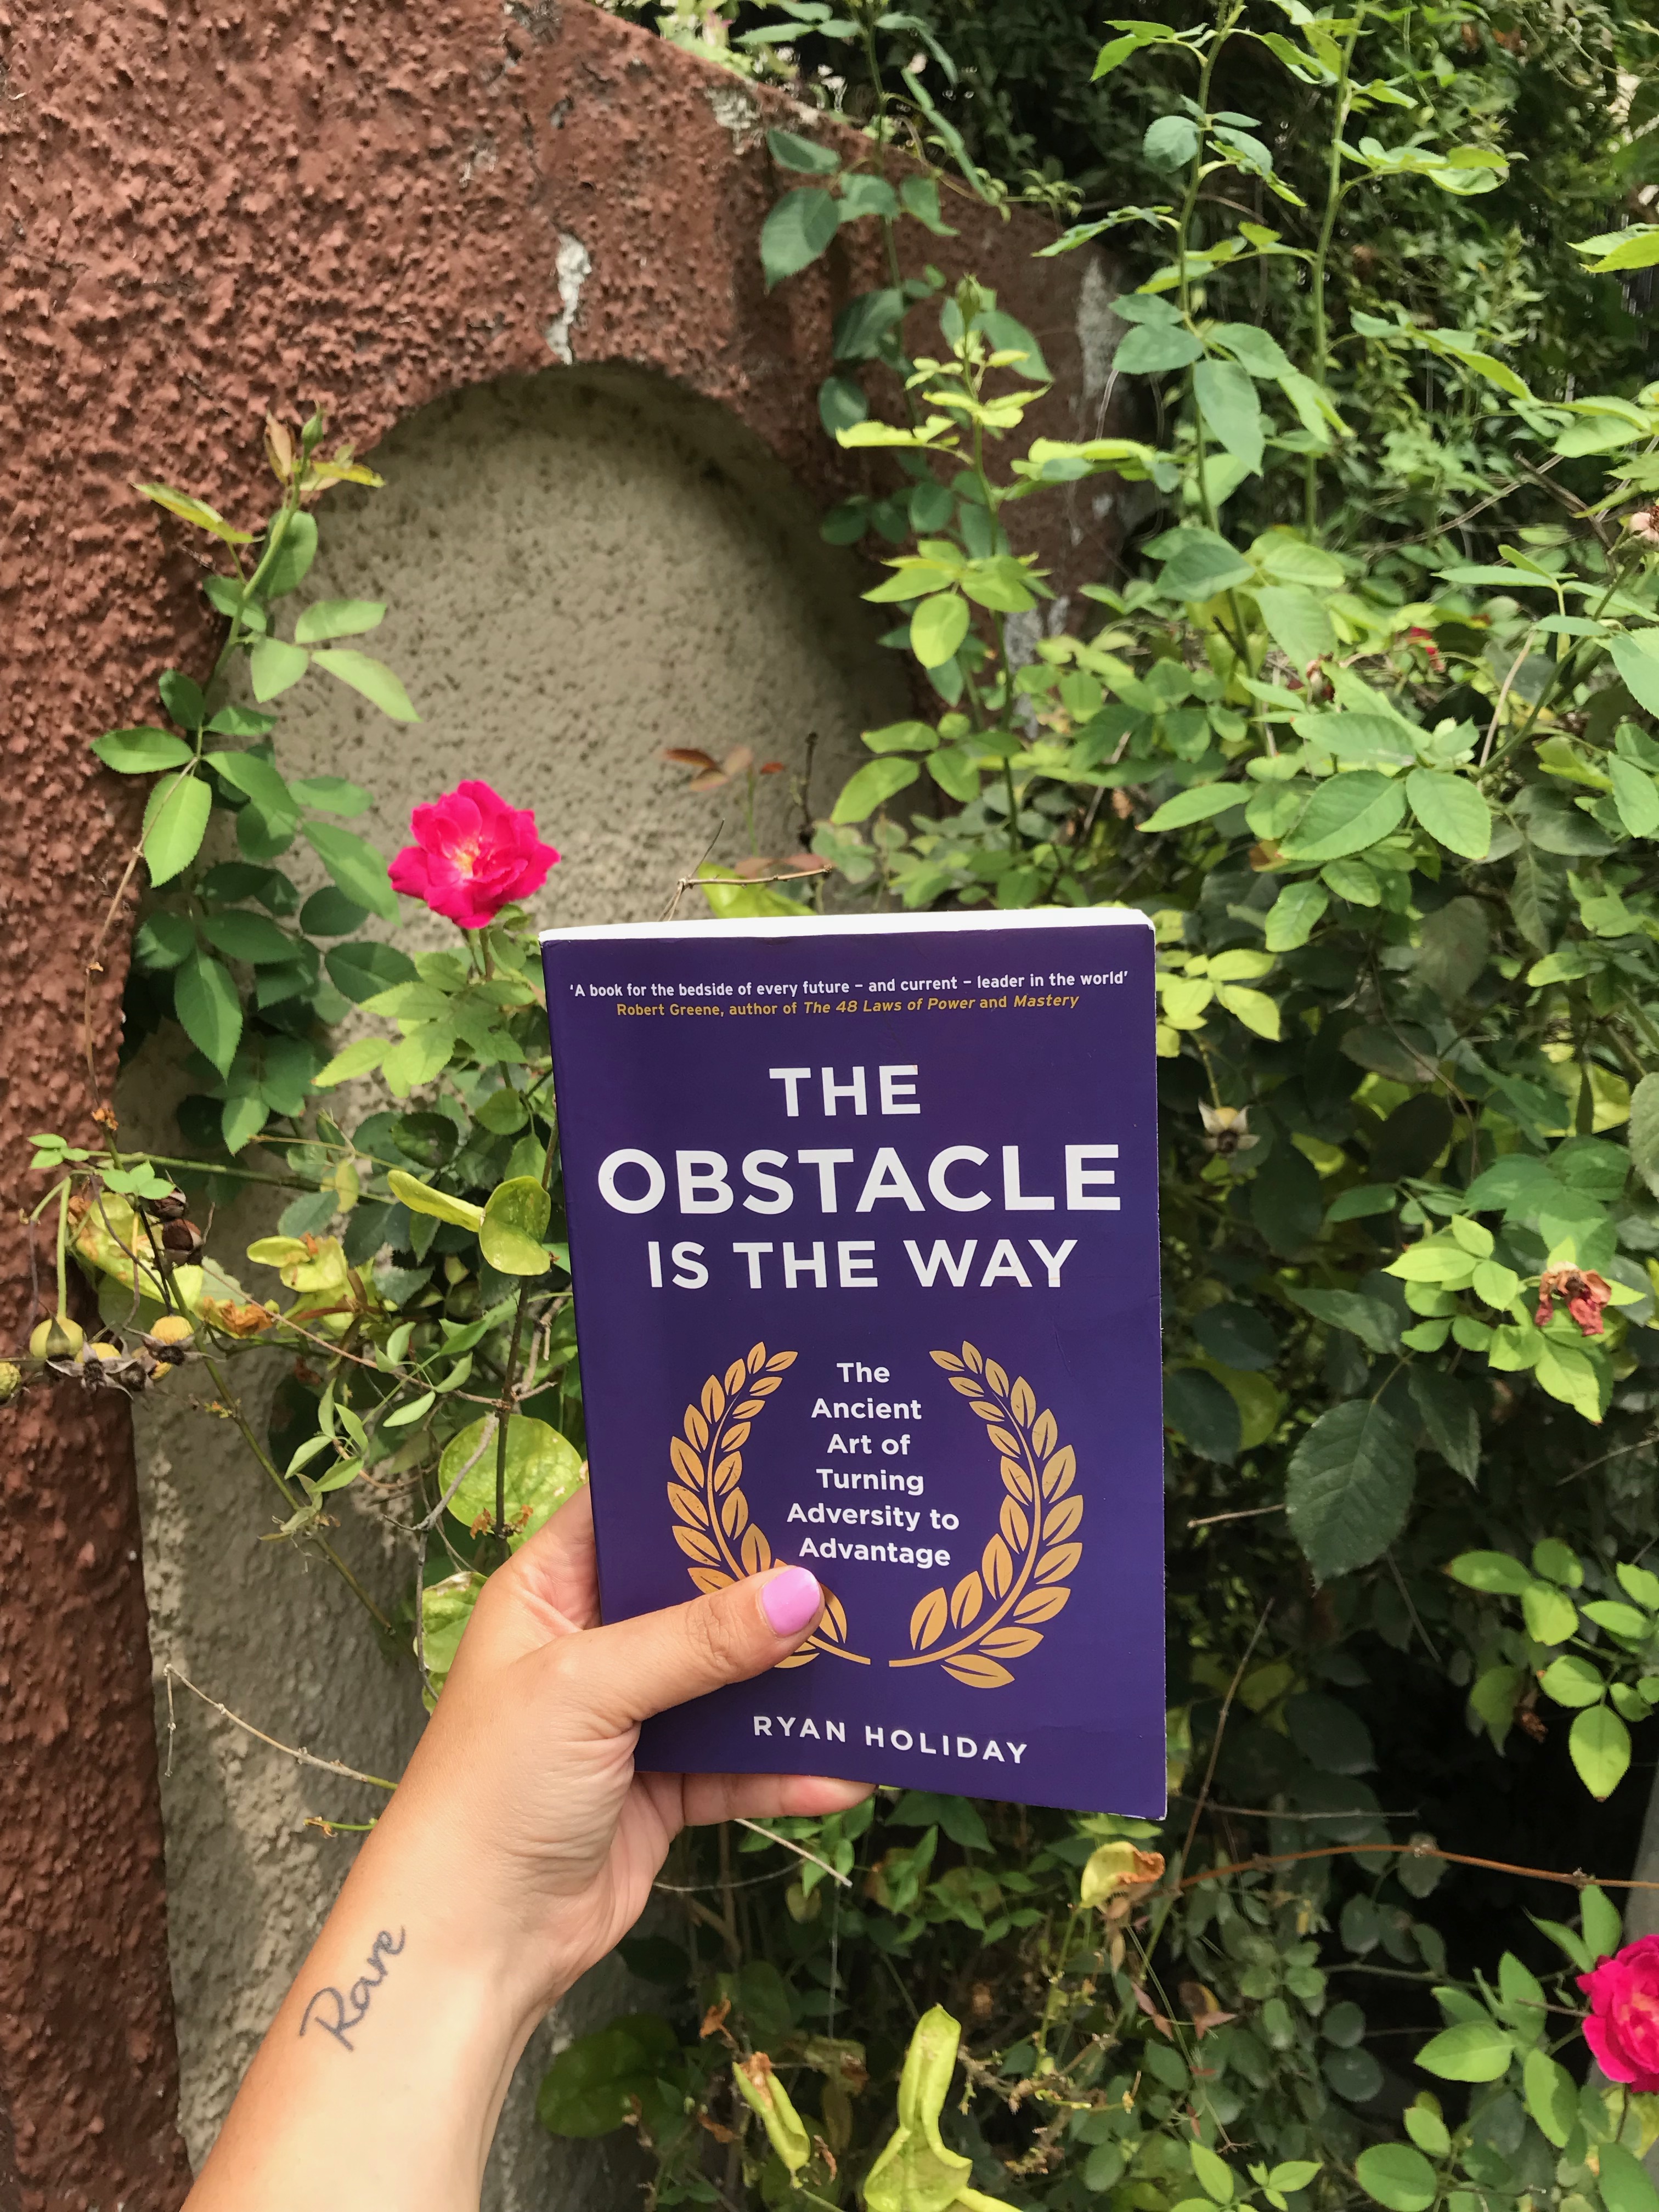 ‘A book for the bedside of every future – and current – leader in the world’
Robert Greene, author of The 48 Laws of Power and Mastery
THE
OBSTACLE
IS THE WAY
The
Ancient
Art of
Turning
Adversity to
Advantage
RYAN HOLIDAY
Rare